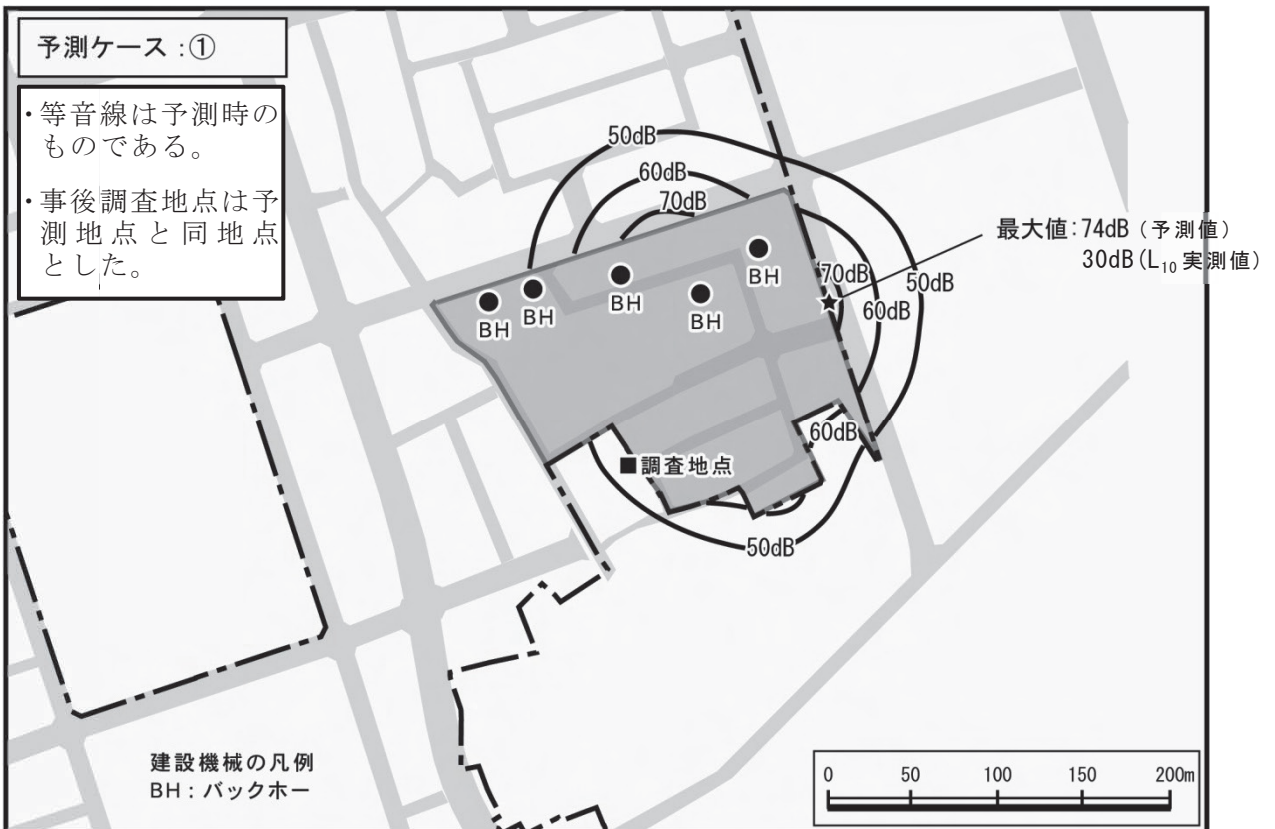 予測ケース：①
・等音線は予測時の
ものである。
・事後調査地点は予
測地点と同地点
とした。
50dB
60dB
70dB
最大値：74dB（予測値）
30dB（L₁₀実測値）
BH
BH
BH
BH
BH
70dB
60dB
50dB
60dB
■調査地点
50dB
建設機械の凡例
BH：バックホー
0 50 100 150 200m